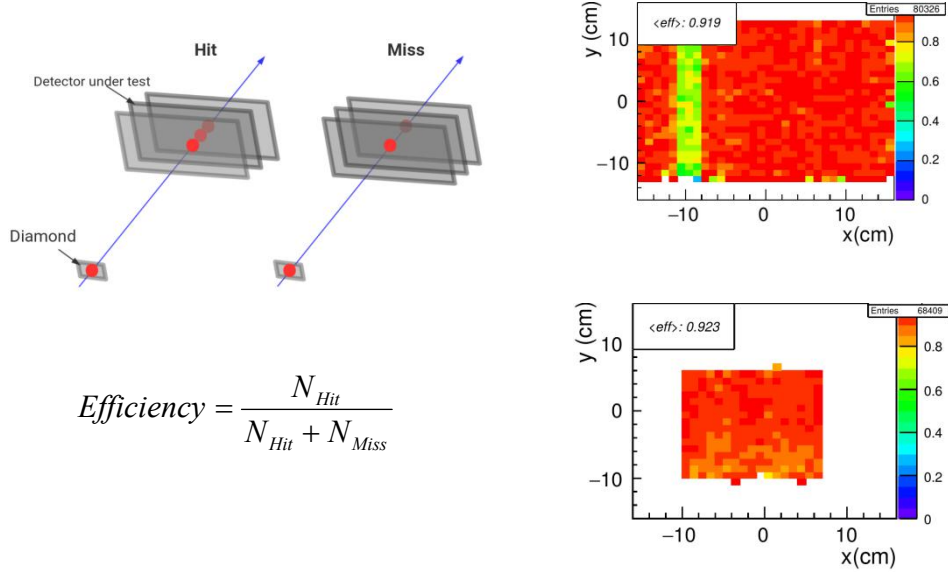 Hit
Miss
Detector under test
Diamond
Efficiency = N_Hit / (N_Hit + N_Miss)
<eff>: 0.919
Entries 80326
y (cm)
10
0
−10
−10 0 10
x(cm)
0.8
0.6
0.4
0.2
0
<eff>: 0.923
Entries 68409
y (cm)
10
0
−10
−10 0 10
x(cm)
0.8
0.6
0.4
0.2
0